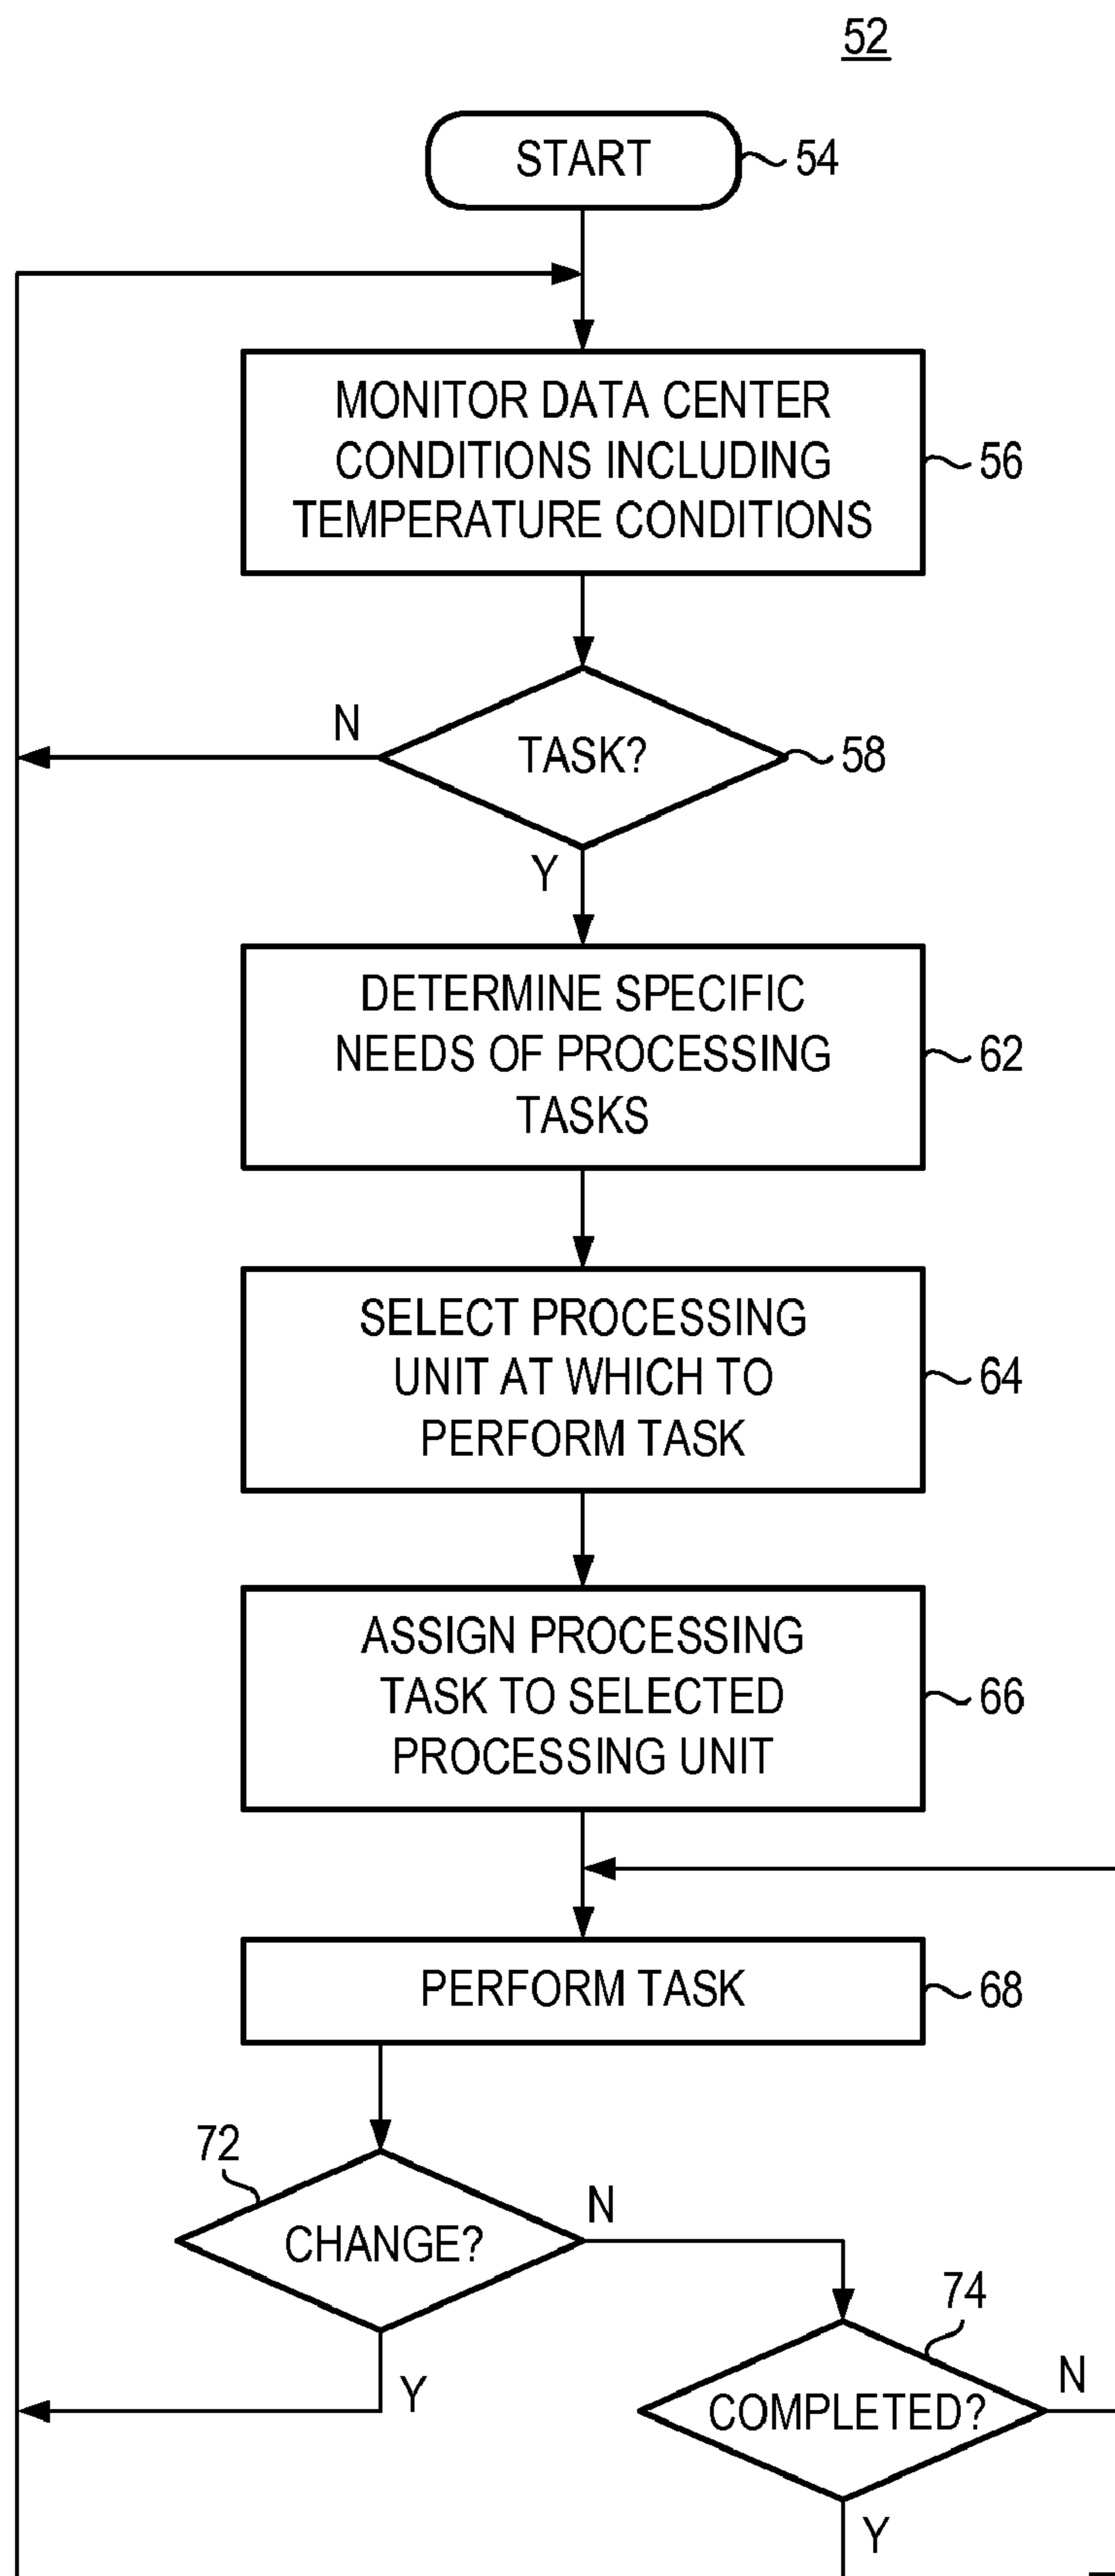 52
START
54
MONITOR DATA CENTER
CONDITIONS INCLUDING
TEMPERATURE CONDITIONS
56
N
TASK?
58
Y
DETERMINE SPECIFIC
NEEDS OF PROCESSING
TASKS
62
SELECT PROCESSING
UNIT AT WHICH TO
PERFORM TASK
64
ASSIGN PROCESSING
TASK TO SELECTED
PROCESSING UNIT
66
PERFORM TASK
68
72
CHANGE?
N
Y
74
COMPLETED?
N
Y